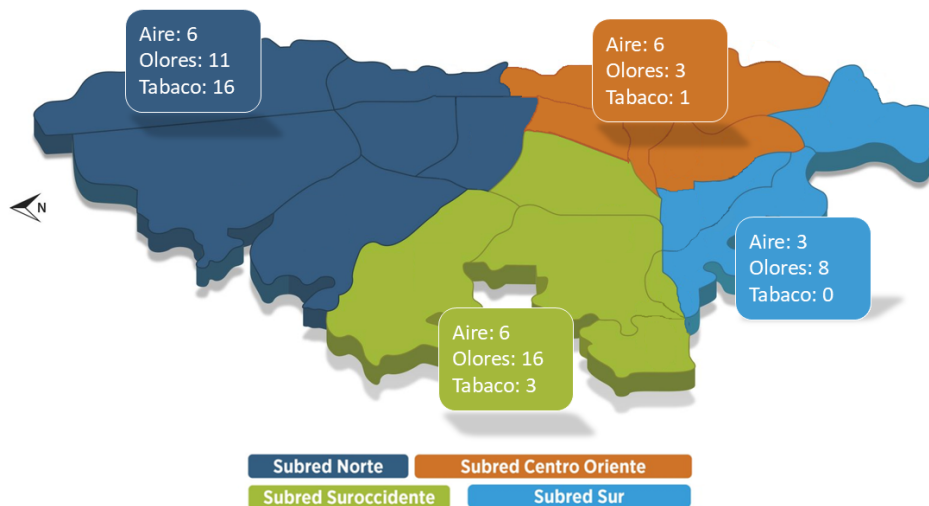 Aire: 6
Olores: 11
Tabaco: 16
Aire: 6
Olores: 3
Tabaco: 1
N
Aire: 3
Olores: 8
Tabaco: 0
Aire: 6
Olores: 16
Tabaco: 3
Subred Norte
Subred Centro Oriente
Subred Suroccidente
Subred Sur